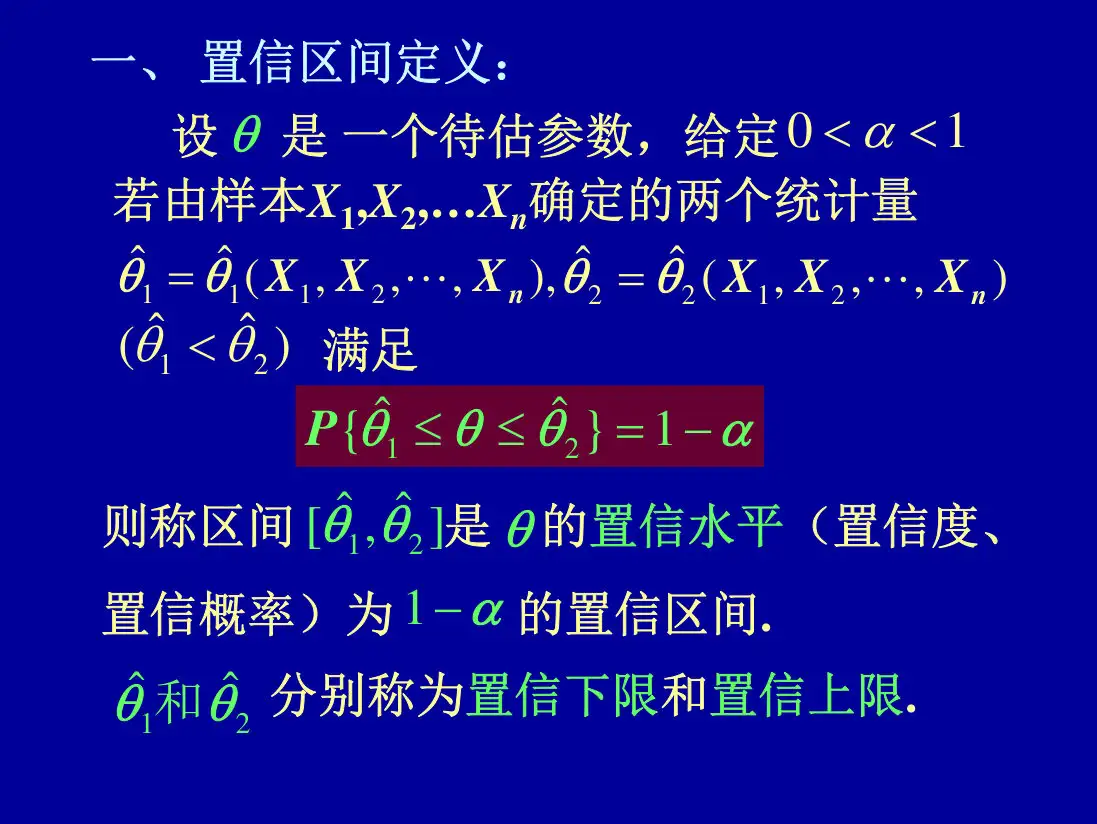 一、 置信区间定义：
设 θ 是 一个待估参数，给定 0 < α < 1
若由样本X₁,X₂,…Xₙ确定的两个统计量
θ̂₁ = θ̂₁( X₁, X₂, ⋯, Xₙ), θ̂₂ = θ̂₂( X₁, X₂, ⋯, Xₙ)
(θ̂₁ < θ̂₂) 满足
P{θ̂₁ ≤ θ ≤ θ̂₂} = 1 − α
则称区间 [θ̂₁, θ̂₂]是 θ 的置信水平（置信度、
置信概率）为 1 − α 的置信区间.
θ̂₁和θ̂₂ 分别称为置信下限和置信上限.